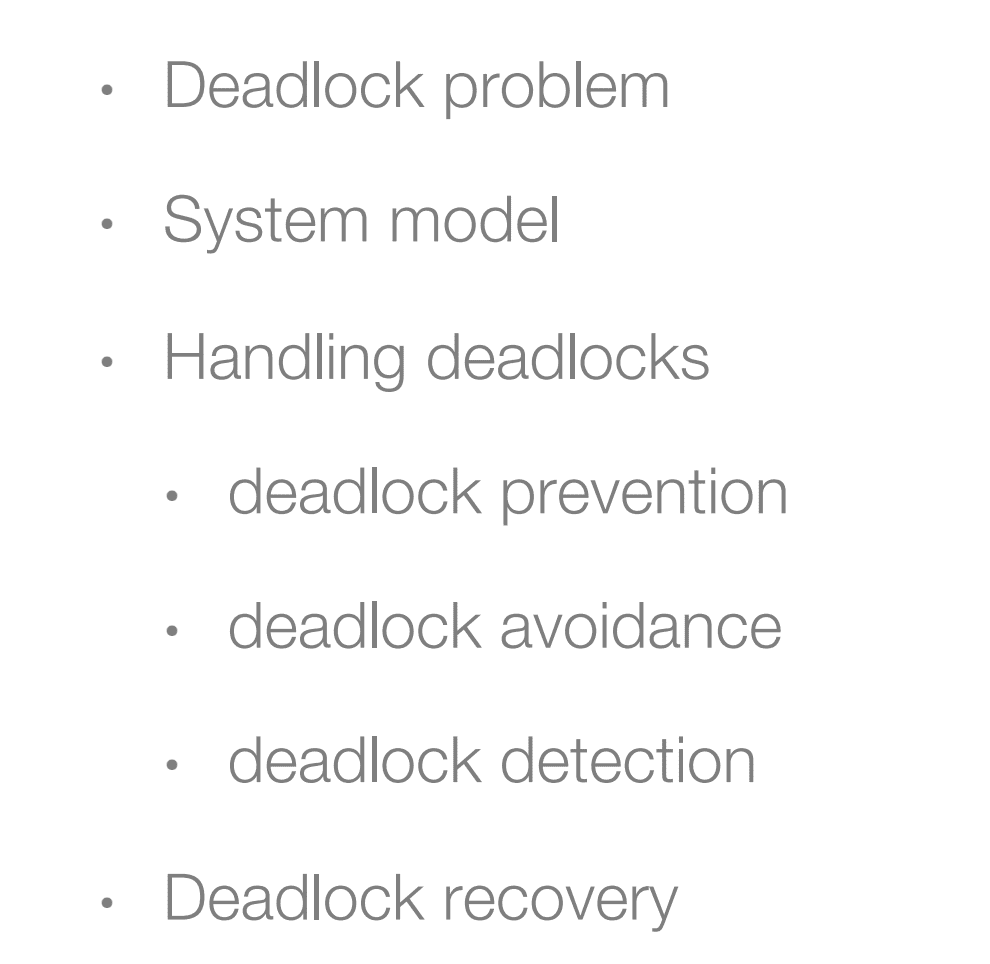 • Deadlock problem
• System model
• Handling deadlocks
• deadlock prevention
• deadlock avoidance
• deadlock detection
• Deadlock recovery